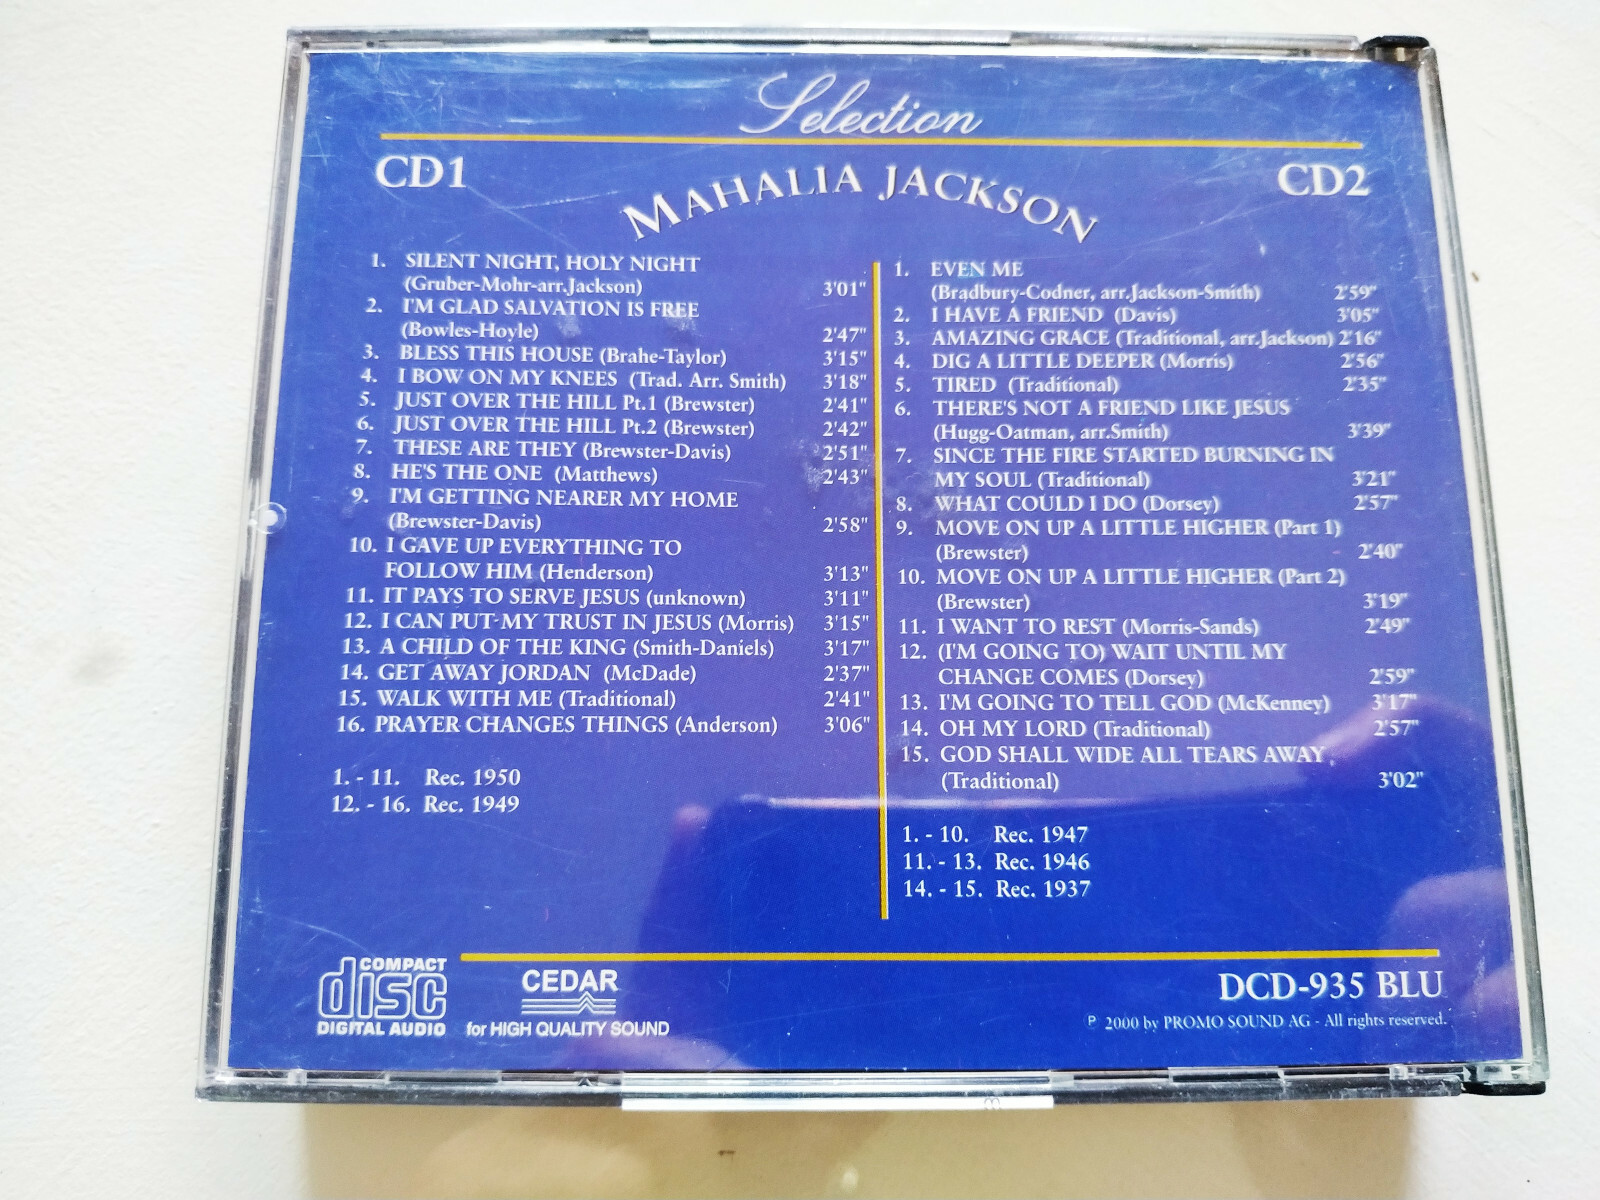 Selection
CD1
CD2
MAHALIA JACKSON
1. SILENT NIGHT, HOLY NIGHT
(Gruber-Mohr-arr.Jackson) 3'01"
2. I'M GLAD SALVATION IS FREE
(Bowles-Hoyle) 2'47"
3. BLESS THIS HOUSE (Brahe-Taylor) 3'15"
4. I BOW ON MY KNEES (Trad. Arr. Smith) 3'18"
5. JUST OVER THE HILL Pt.1 (Brewster) 2'41"
6. JUST OVER THE HILL Pt.2 (Brewster) 2'42"
7. THESE ARE THEY (Brewster-Davis) 2'51"
8. HE'S THE ONE (Matthews) 2'43"
9. I'M GETTING NEARER MY HOME
(Brewster-Davis) 2'58"
10. I GAVE UP EVERYTHING TO
FOLLOW HIM (Henderson) 3'13"
11. IT PAYS TO SERVE JESUS (unknown) 3'11"
12. I CAN PUT MY TRUST IN JESUS (Morris) 3'15"
13. A CHILD OF THE KING (Smith-Daniels) 3'17"
14. GET AWAY JORDAN (McDade) 2'37"
15. WALK WITH ME (Traditional) 2'41"
16. PRAYER CHANGES THINGS (Anderson) 3'06"
1. - 11. Rec. 1950
12. - 16. Rec. 1949
1. EVEN ME
(Bradbury-Codner, arr.Jackson-Smith) 2'59"
2. I HAVE A FRIEND (Davis) 3'05"
3. AMAZING GRACE (Traditional, arr.Jackson) 2'16"
4. DIG A LITTLE DEEPER (Morris) 2'56"
5. TIRED (Traditional) 2'35"
6. THERE'S NOT A FRIEND LIKE JESUS
(Hugg-Oatman, arr.Smith) 3'39"
7. SINCE THE FIRE STARTED BURNING IN
MY SOUL (Traditional) 3'21"
8. WHAT COULD I DO (Dorsey) 2'57"
9. MOVE ON UP A LITTLE HIGHER (Part 1)
(Brewster) 2'40"
10. MOVE ON UP A LITTLE HIGHER (Part 2)
(Brewster) 3'19"
11. I WANT TO REST (Morris-Sands) 2'49"
12. (I'M GOING TO) WAIT UNTIL MY
CHANGE COMES (Dorsey) 2'59"
13. I'M GOING TO TELL GOD (McKenney) 3'17"
14. OH MY LORD (Traditional) 2'57"
15. GOD SHALL WIDE ALL TEARS AWAY
(Traditional) 3'02"
1. - 10. Rec. 1947
11. - 13. Rec. 1946
14. - 15. Rec. 1937
COMPACT
disc
DIGITAL AUDIO
CEDAR
for HIGH QUALITY SOUND
DCD-935 BLU
℗ 2000 by PROMO SOUND AG - All rights reserved.